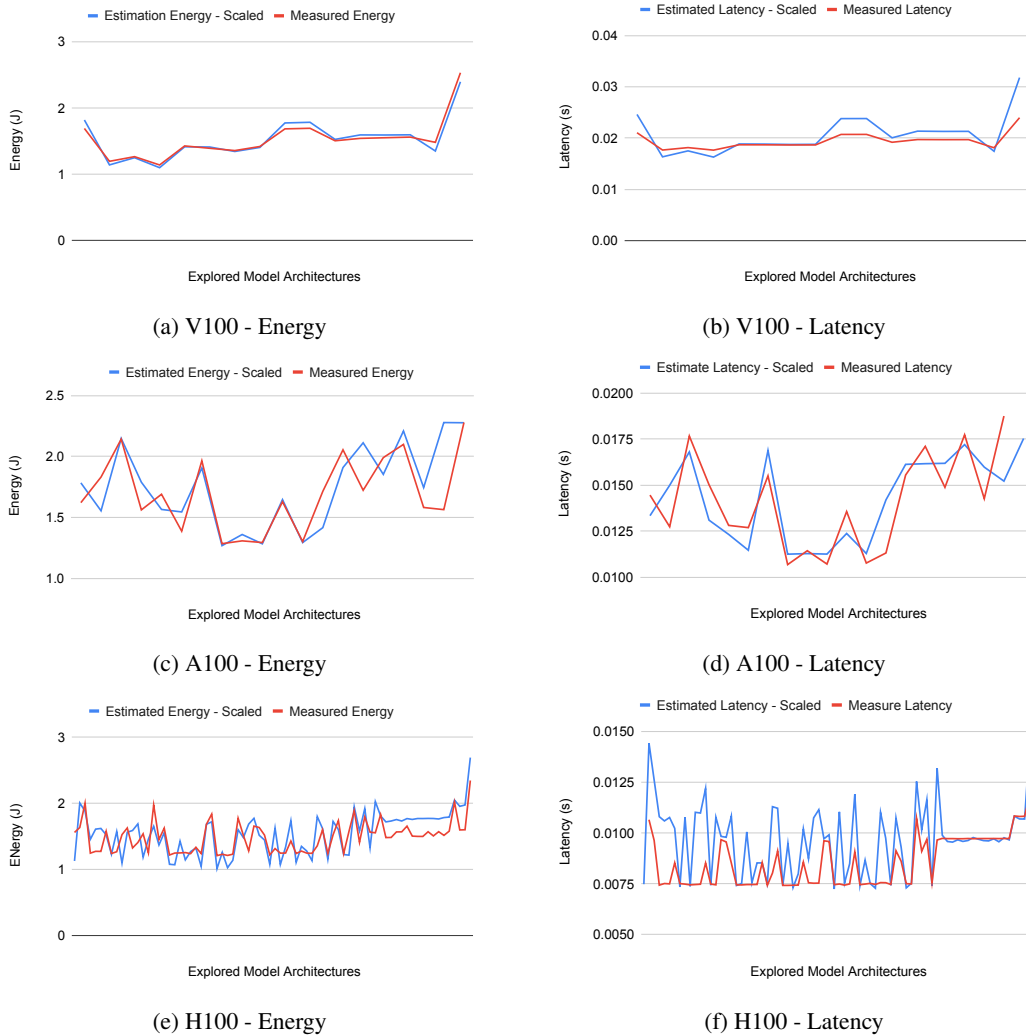 Estimation Energy - Scaled Measured Energy
3
2
1
0
Energy (J)
Explored Model Architectures
(a) V100 - Energy
Estimated Latency - Scaled Measured Latency
0.04
0.03
0.02
0.01
0.00
Latency (s)
Explored Model Architectures
(b) V100 - Latency
Estimated Energy - Scaled Measured Energy
2.5
2.0
1.5
1.0
Energy (J)
Explored Model Architectures
(c) A100 - Energy
Estimate Latency - Scaled Measured Latency
0.0200
0.0175
0.0150
0.0125
0.0100
Latency (s)
Explored Model Architectures
(d) A100 - Latency
Estimated Energy - Scaled Measured Energy
3
2
1
0
ENergy (J)
Explored Model Architectures
(e) H100 - Energy
Estimated Latency - Scaled Measure Latency
0.0150
0.0125
0.0100
0.0075
0.0050
Latency (s)
Explored Model Architectures
(f) H100 - Latency